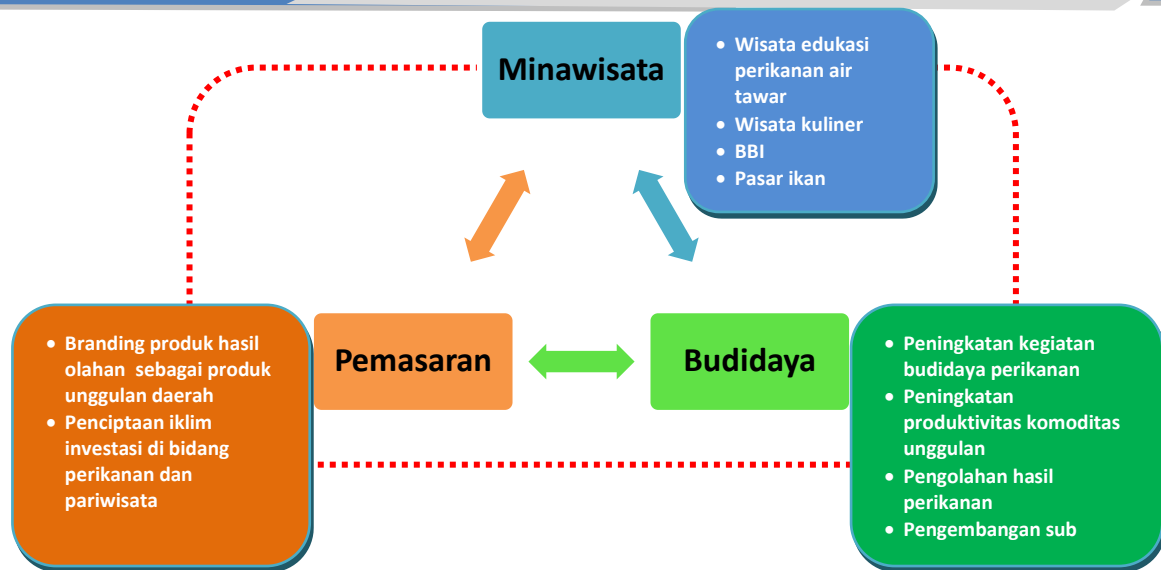 Minawisata
• Wisata edukasi
perikanan air
tawar
• Wisata kuliner
• BBI
• Pasar ikan
• Branding produk hasil
olahan sebagai produk
unggulan daerah
• Penciptaan iklim
investasi di bidang
perikanan dan
pariwisata
Pemasaran
Budidaya
• Peningkatan kegiatan
budidaya perikanan
• Peningkatan
produktivitas komoditas
unggulan
• Pengolahan hasil
perikanan
• Pengembangan sub